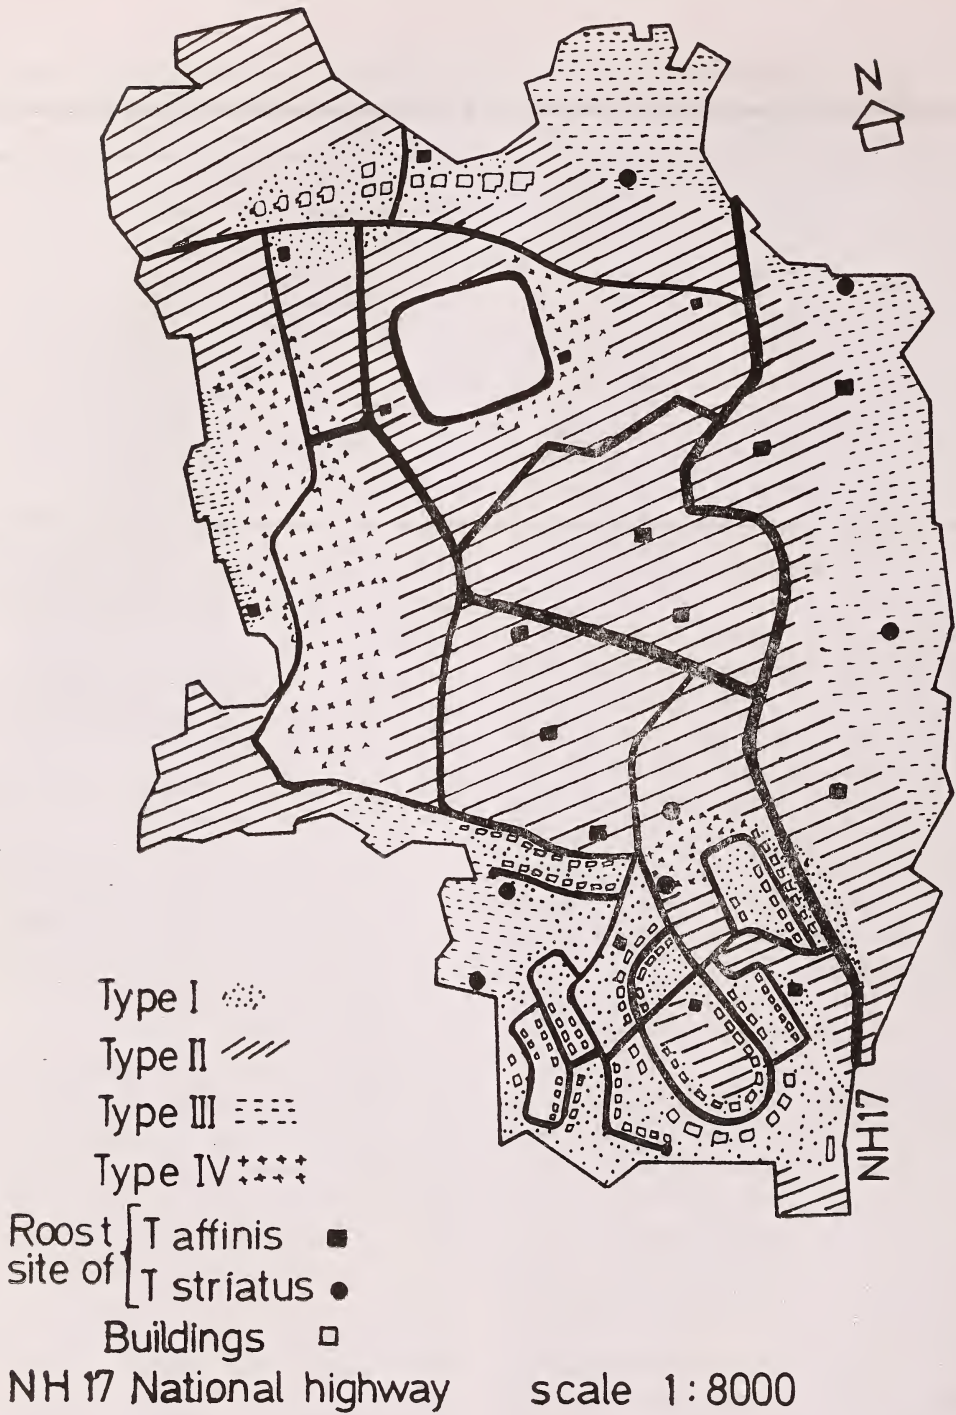 N
NH17
Type I
Type II
Type III
Type IV
Roost site of
T affinis
T striatus
Buildings
NH 17 National highway
scale 1:8000